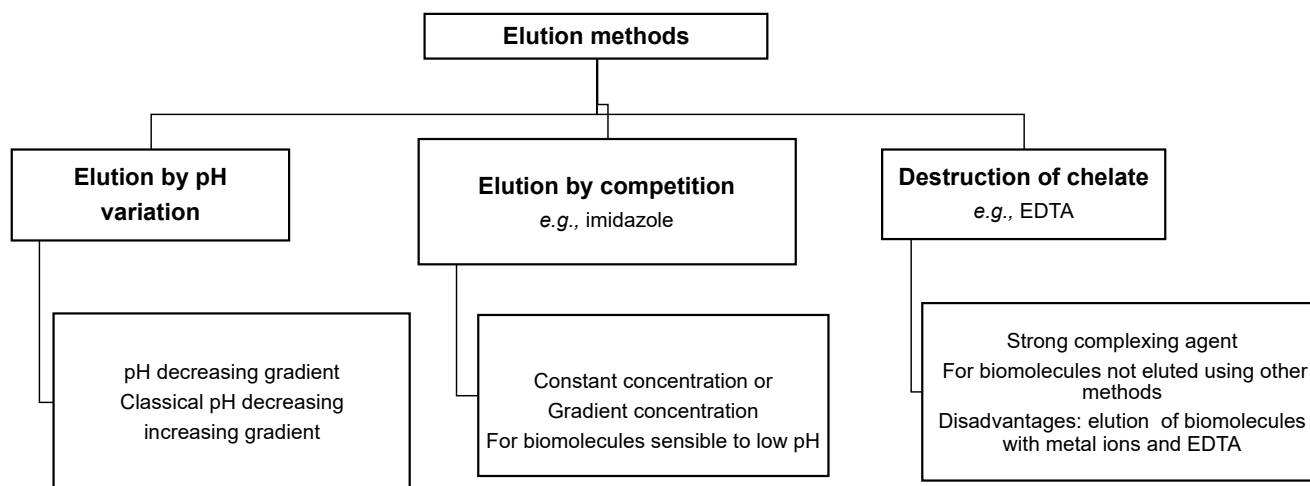 Elution methods
Elution by pH
variation
Elution by competition
e.g., imidazole
Destruction of chelate
e.g., EDTA
pH decreasing gradient
Classical pH decreasing
increasing gradient
Constant concentration or
Gradient concentration
For biomolecules sensible to low pH
Strong complexing agent
For biomolecules not eluted using other
methods
Disadvantages: elution of biomolecules
with metal ions and EDTA